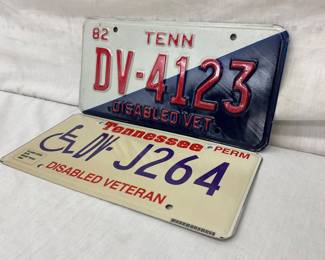 82 TENN
DV-4123
DISABLED VET.
Tennessee PERM
DV J264
DISABLED VETERAN